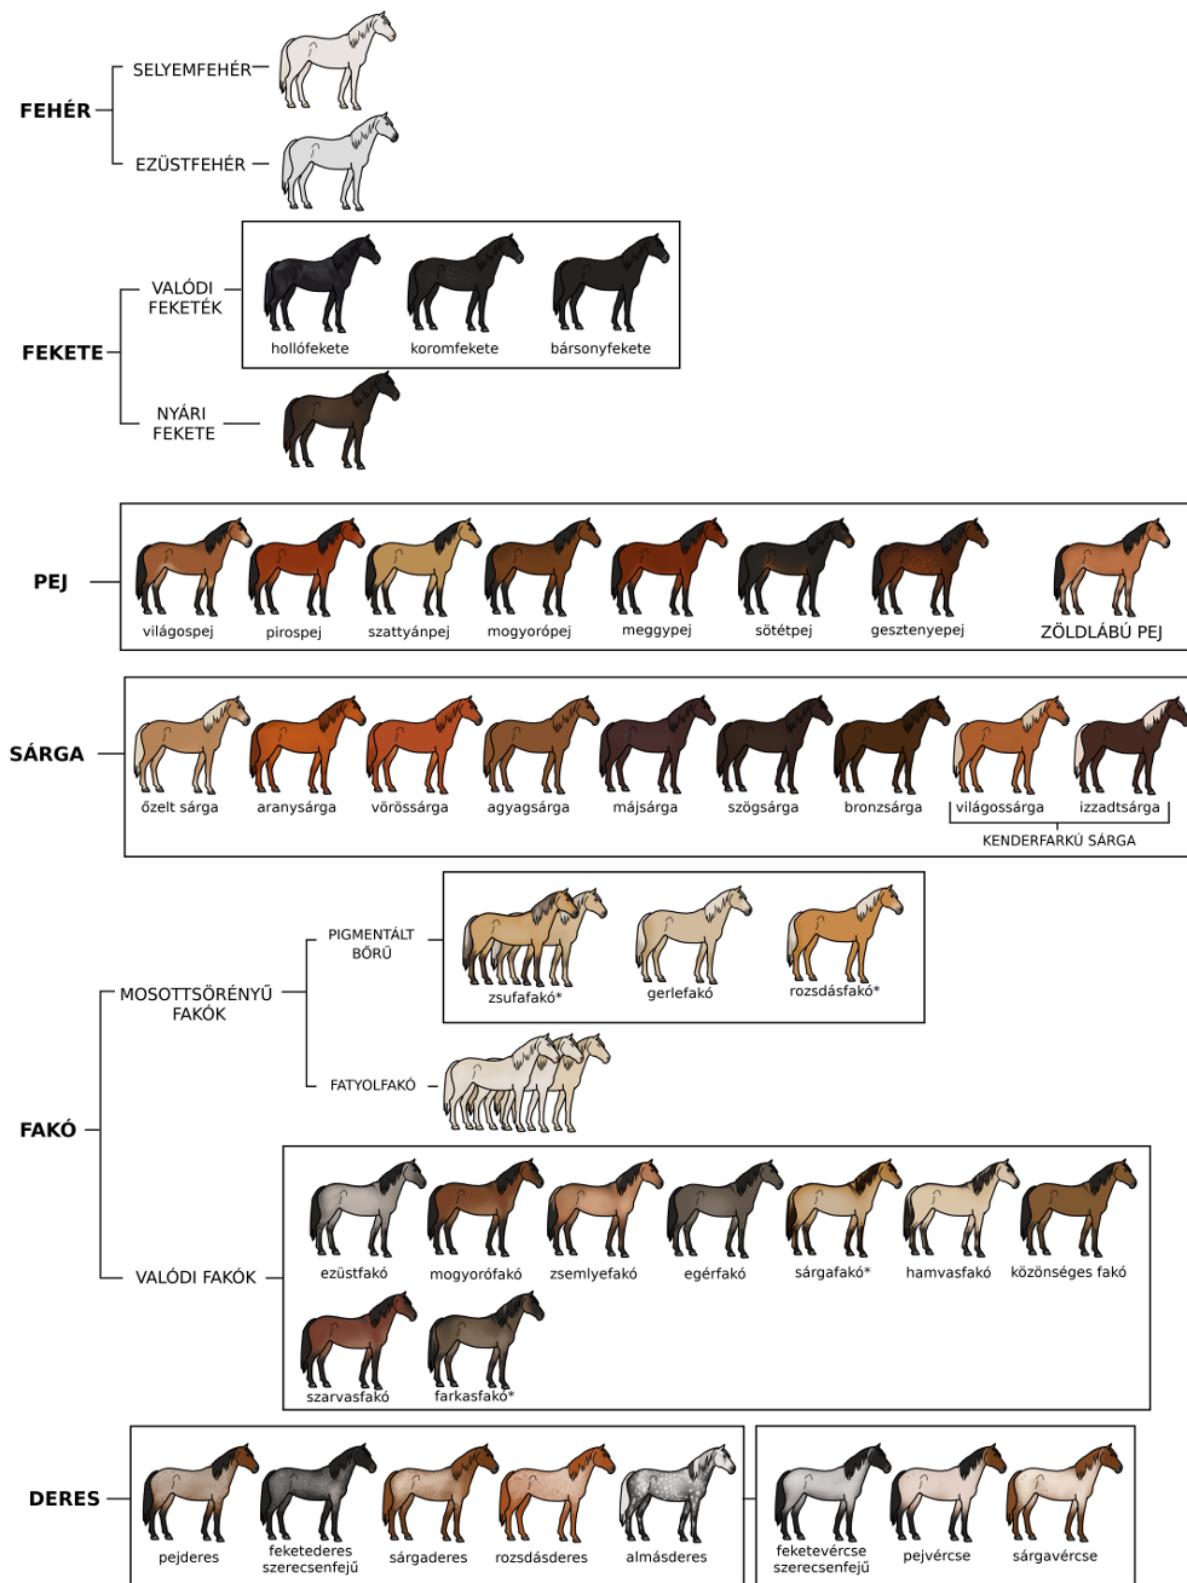 SELYEMFEHÉR
FEHÉR
EZÜSTFEHÉR
VALÓDI
FEKETÉK
hollófekete
koromfekete
bársonyfekete
FEKETE
NYÁRI
FEKETE
PEJ
világospej
pirospej
szattyánpej
mogyorópej
meggypej
sötétpej
gesztenyepej
ZÖLDLÁBÚ PEJ
SÁRGA
őzelt sárga
aranysárga
vörössárga
agyagsárga
májsárga
szögsárga
bronzsárga
világossárga
izzadtsárga
KENDERFARKÚ SÁRGA
PIGMENTÁLT
BŐRŰ
zsufafakó*
gerlefakó
rozsdásfakó*
MOSOTTSÖRÉNYŰ
FAKÓK
FATYOLFAKÓ
FAKÓ
VALÓDI FAKÓK
ezüstfakó
mogyorófakó
zsemlyefakó
egérfakó
sárgafakó*
hamvasfakó
közönséges fakó
szarvasfakó
farkasfakó*
DERES
pejderes
feketederes
szerecsenfejű
sárgaderes
rozsdásderes
almásderes
feketevércse
szerecsenfejű
pejvércse
sárgavércse